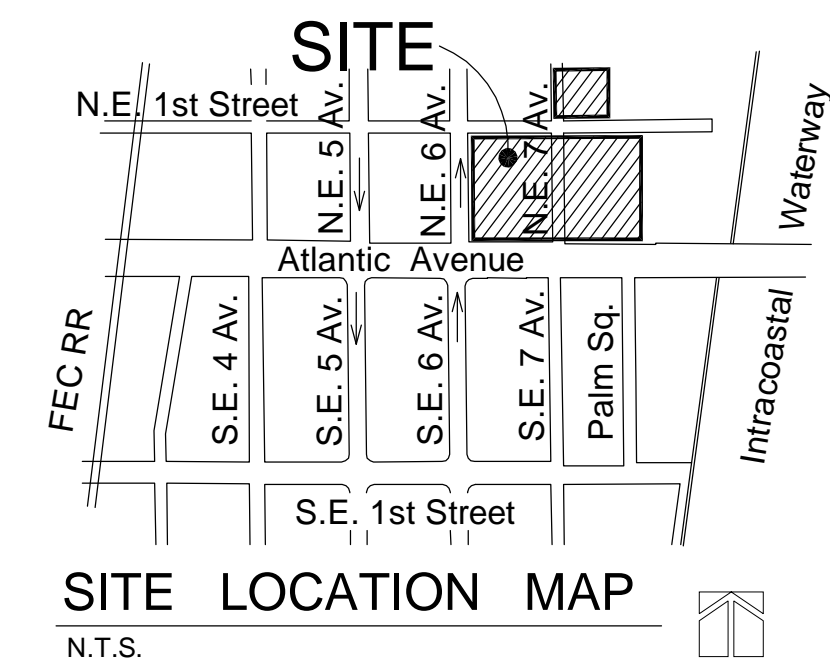 SITE
N.E. 1st Street
N.E. 5 Av.
N.E. 6 Av.
N.E. 7 Av.
Waterway
Atlantic Avenue
FEC RR
S.E. 4 Av.
S.E. 5 Av.
S.E. 6 Av.
S.E. 7 Av.
Palm Sq.
Intracoastal
S.E. 1st Street
SITE LOCATION MAP
N.T.S.